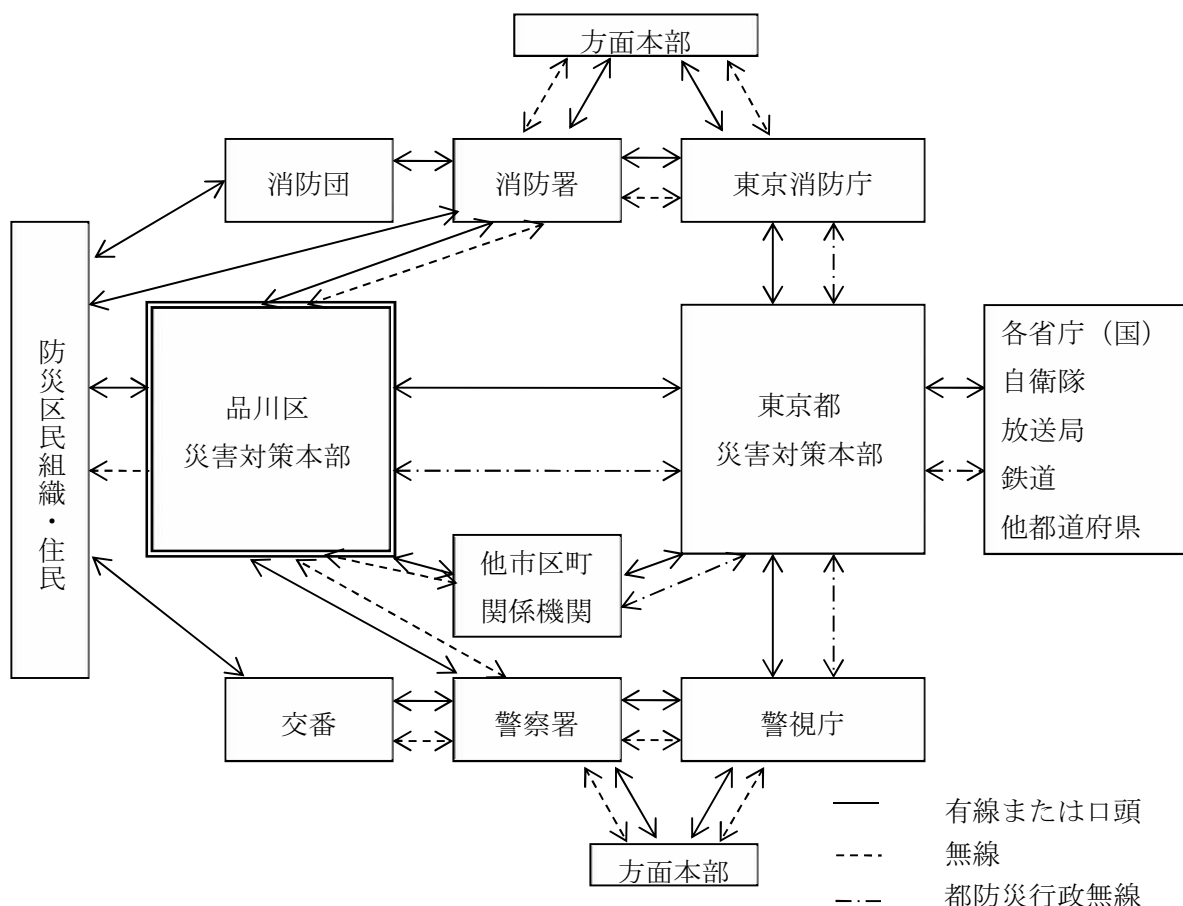 方面本部
消防団
消防署
東京消防庁
防災区民組織・住民
品川区
災害対策本部
東京都
災害対策本部
各省庁（国）
自衛隊
放送局
鉄道
他都道府県
他市区町
関係機関
交番
警察署
警視庁
方面本部
有線または口頭
無線
都防災行政無線